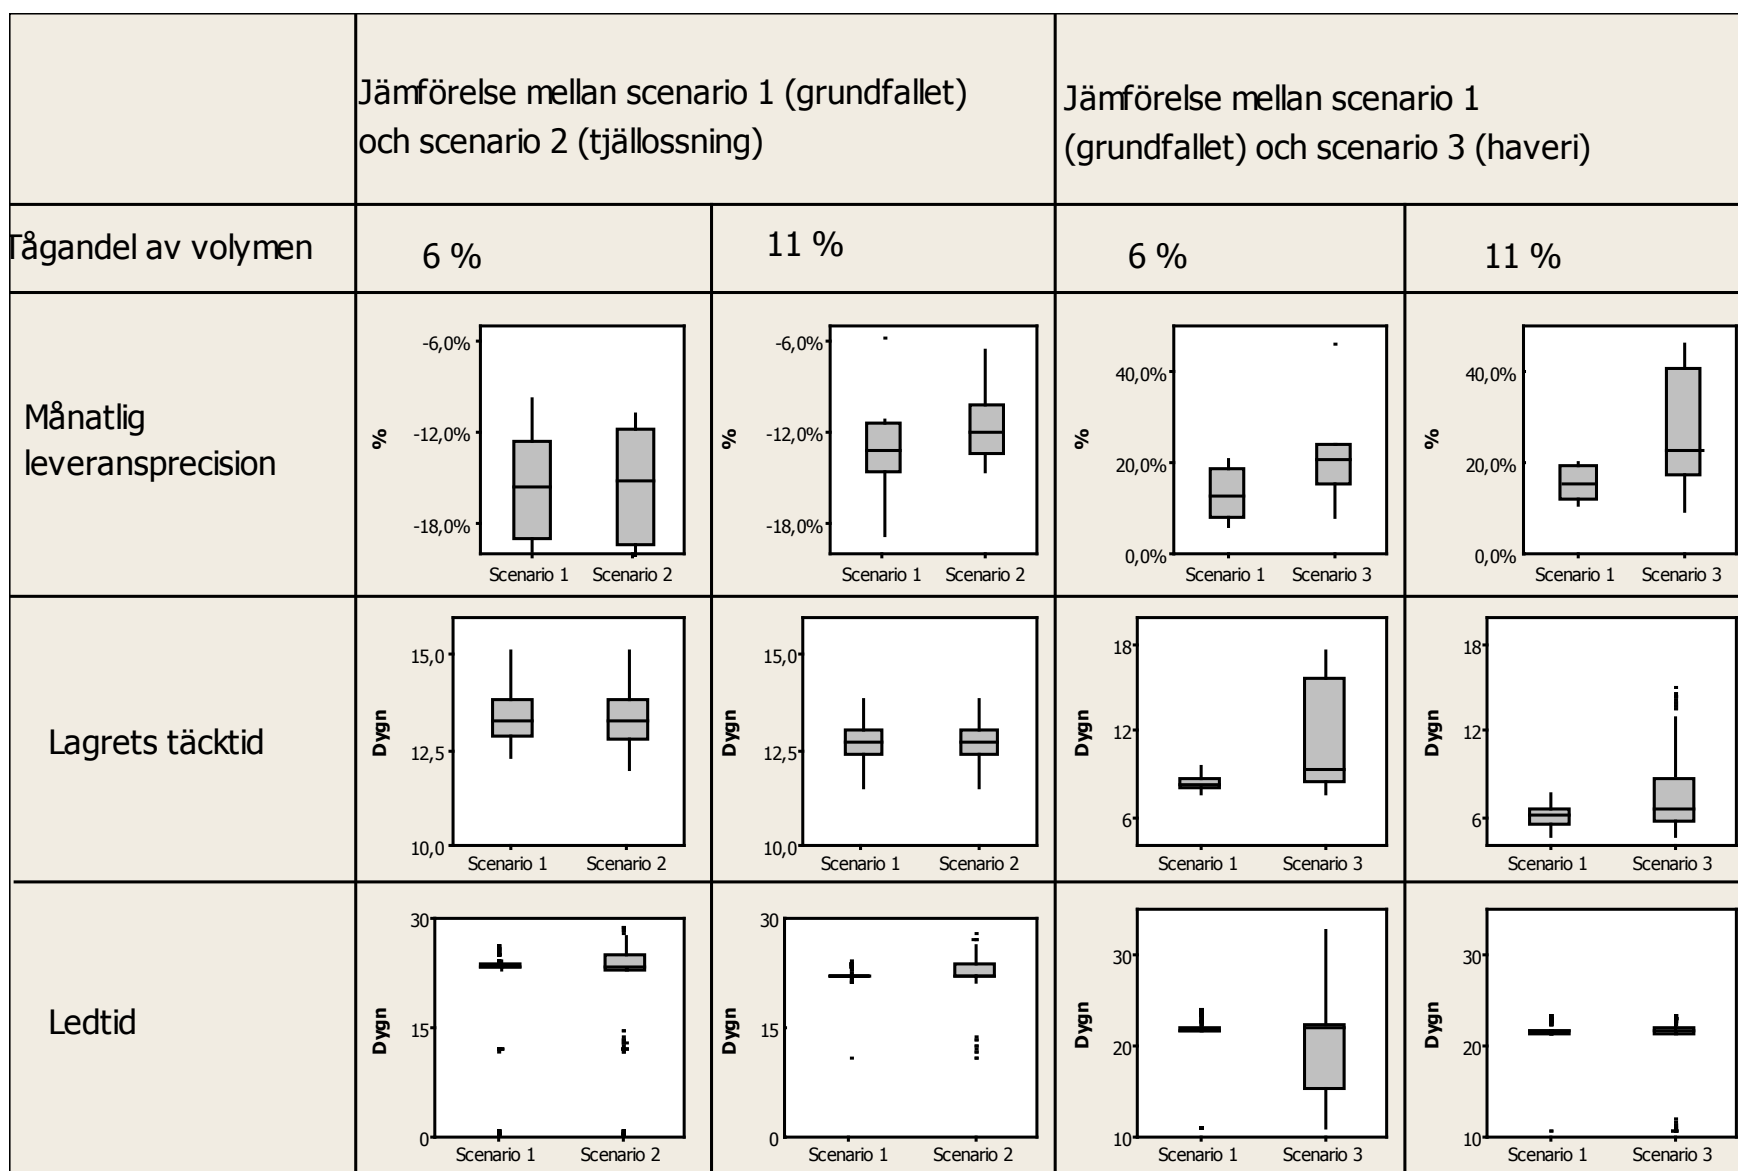 Jämförelse mellan scenario 1 (grundfallet)
och scenario 2 (tjällossning)
Jämförelse mellan scenario 1
(grundfallet) och scenario 3 (haveri)
Tågandel av volymen
6 %
11 %
6 %
11 %
Månatlig
leveransprecision
%
-6,0%
-12,0%
-18,0%
Scenario 1 Scenario 2
%
-6,0%
-12,0%
-18,0%
Scenario 1 Scenario 2
%
40,0%
20,0%
0,0%
Scenario 1 Scenario 3
%
40,0%
20,0%
0,0%
Scenario 1 Scenario 3
Lagrets täcktid
Dygn
15,0
12,5
10,0
Scenario 1 Scenario 2
Dygn
15,0
12,5
10,0
Scenario 1 Scenario 2
Dygn
18
12
6
Scenario 1 Scenario 3
Dygn
18
12
6
Scenario 1 Scenario 3
Ledtid
Dygn
30
15
0
Scenario 1 Scenario 2
Dygn
30
15
0
Scenario 1 Scenario 2
Dygn
30
20
10
Scenario 1 Scenario 3
Dygn
30
20
10
Scenario 1 Scenario 3